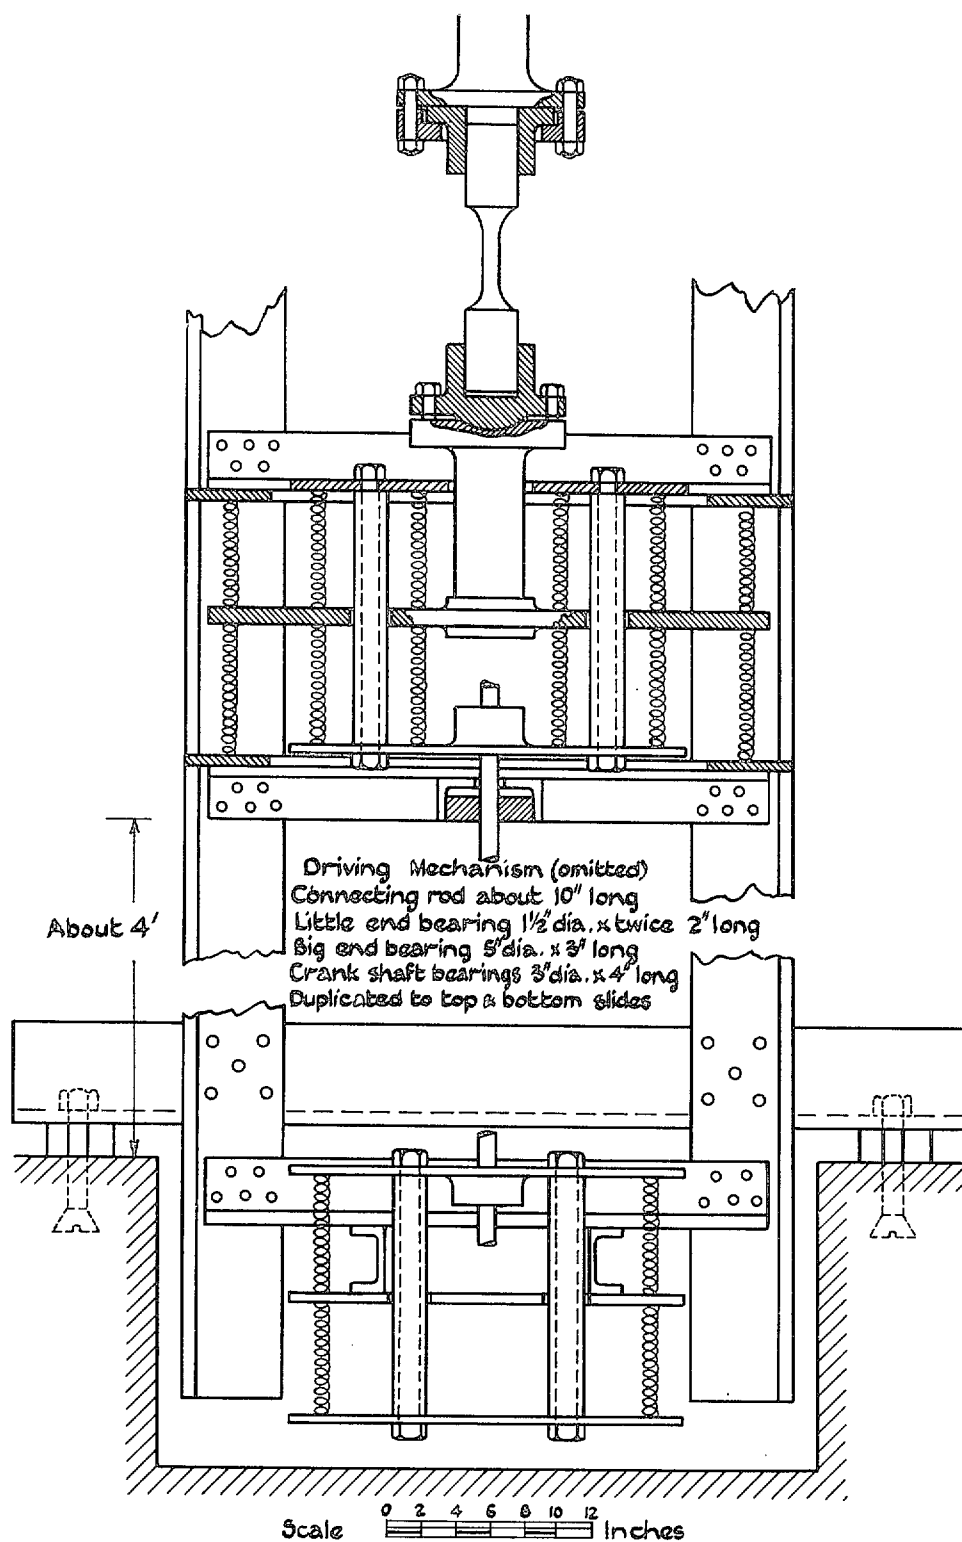 Driving Mechanism (omitted)
Connecting rod about 10" long
Little end bearing 1½" dia. x twice 2" long
Big end bearing 5" dia. x 3" long
About 4'
Crank shaft bearings 3" dia. x 4" long
Duplicated to top & bottom slides
0 2 4 6 8 10 12
Scale Inches